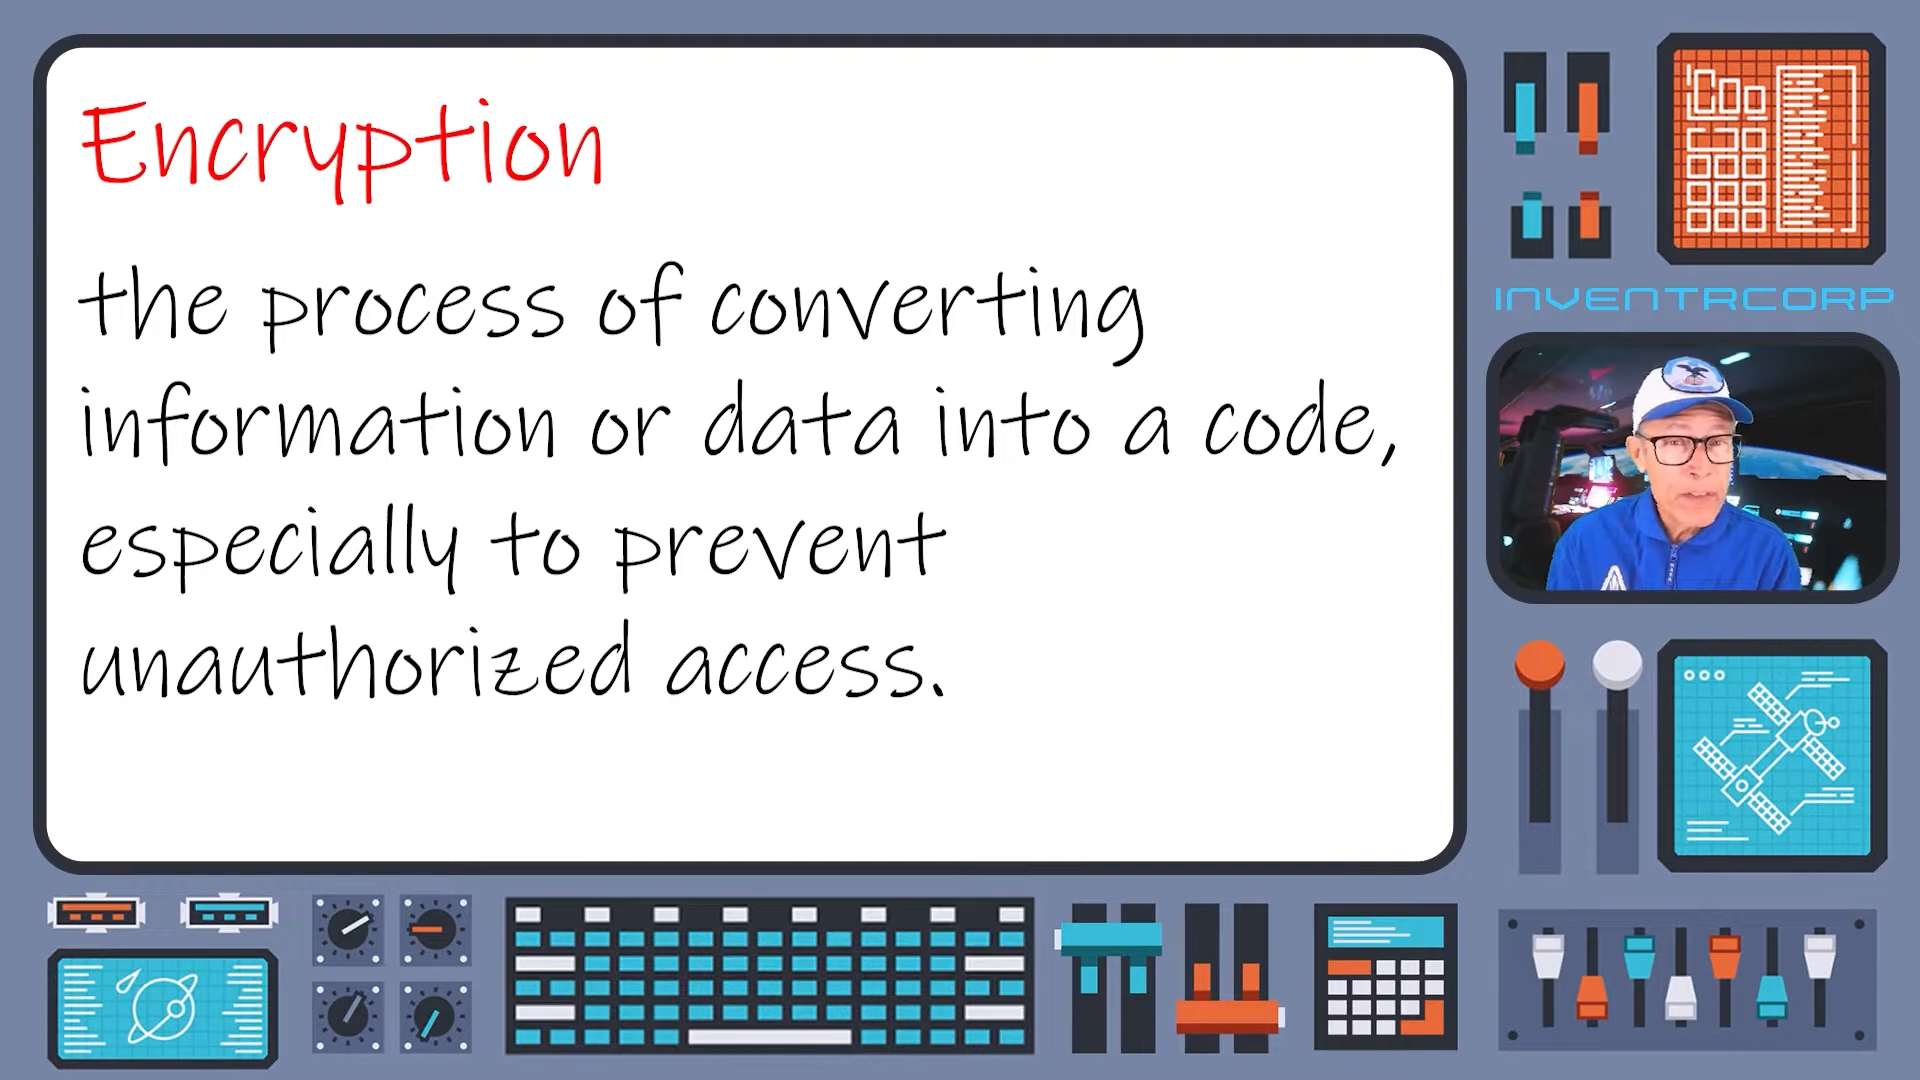 Encryption
the process of converting
information or data into a code,
especially to prevent
unauthorized access.
INVENTRCORP